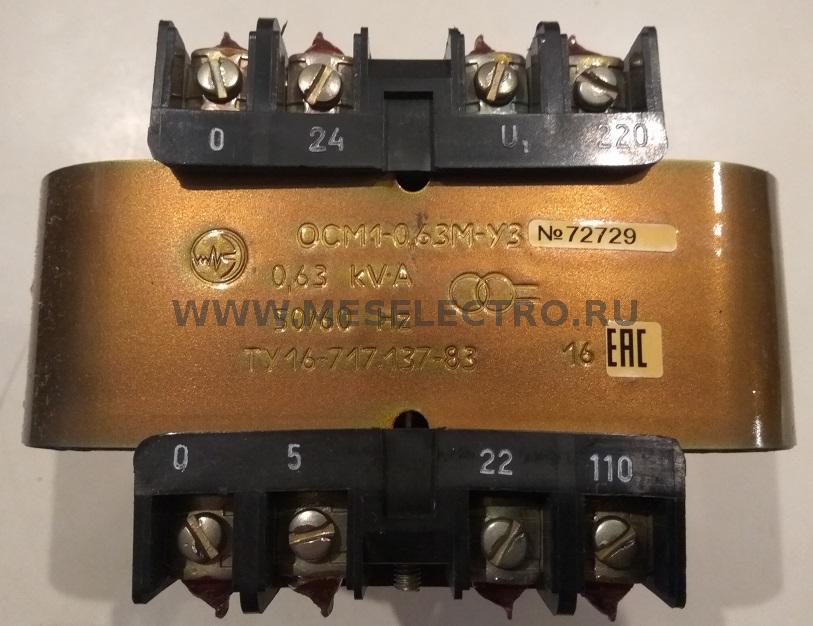 0 24 U₁ 220
ОСМ1-0,63М-У3 №72729
0,63 kV·A
WWW.MESELECTRO.RU
50/60 Hz
ТУ16-717.137-83 16 EAC
0 5 22 110